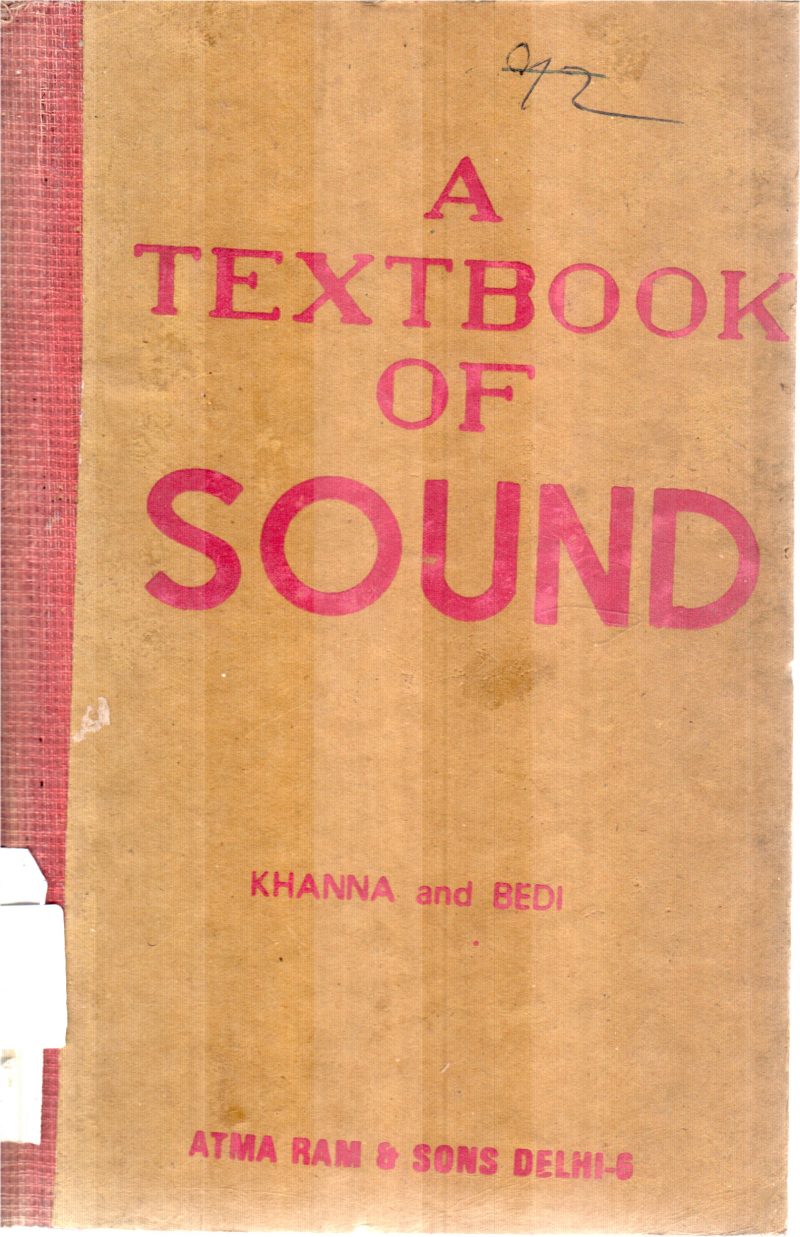 A
TEXTBOOK
OF
SOUND
KHANNA and BEDI
ATMA RAM & SONS DELHI-6